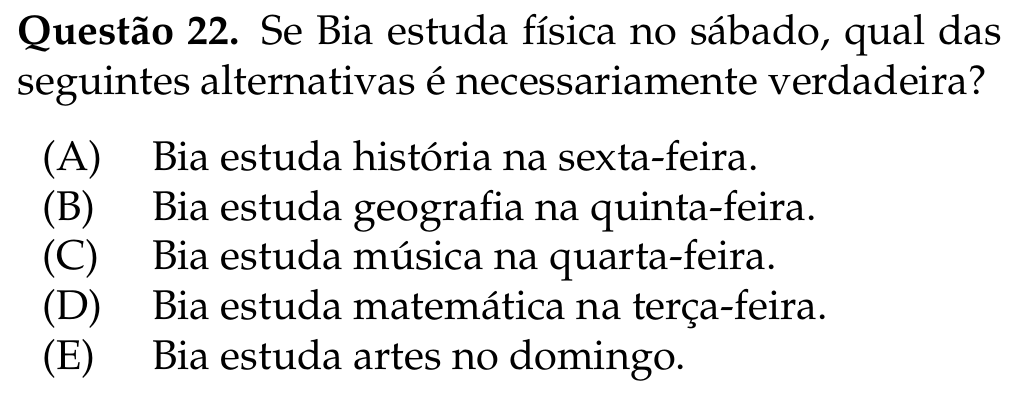 Questão 22. Se Bia estuda física no sábado, qual das
seguintes alternativas é necessariamente verdadeira?
(A) Bia estuda história na sexta-feira.
(B) Bia estuda geografia na quinta-feira.
(C) Bia estuda música na quarta-feira.
(D) Bia estuda matemática na terça-feira.
(E) Bia estuda artes no domingo.